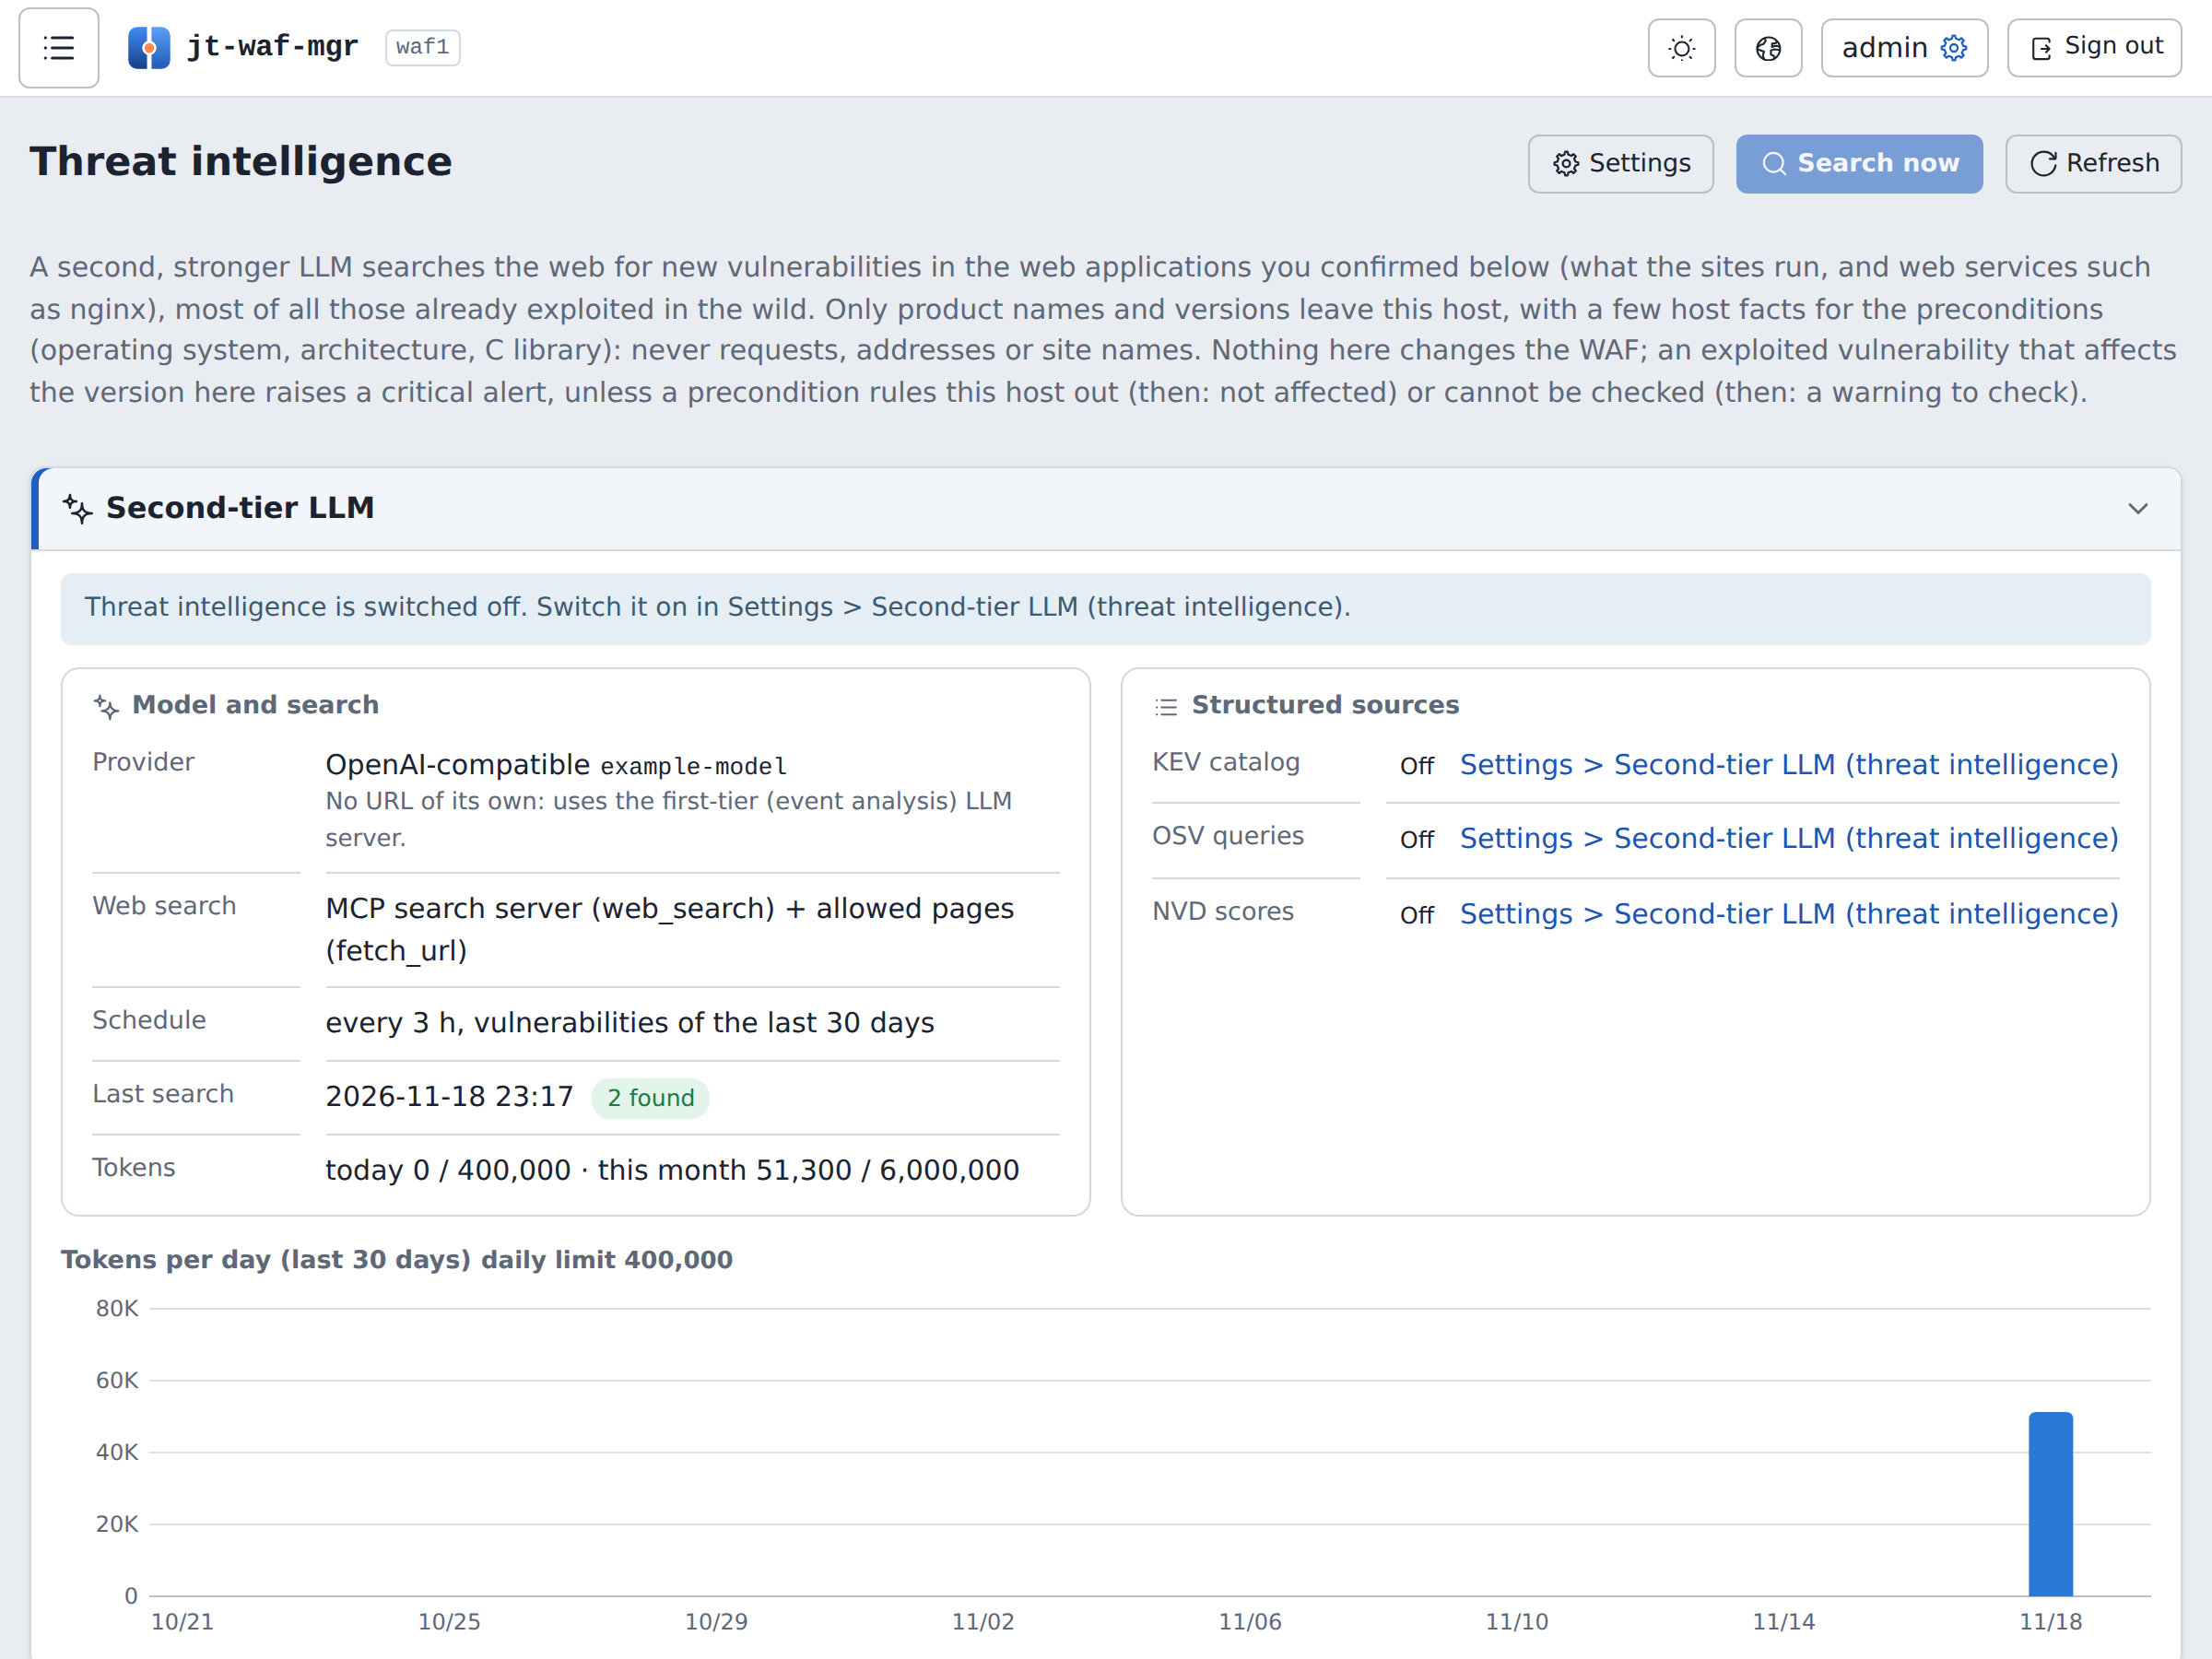 jt-waf-mgr waf1 admin Sign out
Threat intelligence Settings Search now Refresh
A second, stronger LLM searches the web for new vulnerabilities in the web applications you confirmed below (what the sites run, and web services such
as nginx), most of all those already exploited in the wild. Only product names and versions leave this host, with a few host facts for the preconditions
(operating system, architecture, C library): never requests, addresses or site names. Nothing here changes the WAF; an exploited vulnerability that affects
the version here raises a critical alert, unless a precondition rules this host out (then: not affected) or cannot be checked (then: a warning to check).
Second-tier LLM
Threat intelligence is switched off. Switch it on in Settings > Second-tier LLM (threat intelligence).
Model and search
Provider OpenAI-compatible example-model
No URL of its own: uses the first-tier (event analysis) LLM
server.
Web search MCP search server (web_search) + allowed pages
(fetch_url)
Schedule every 3 h, vulnerabilities of the last 30 days
Last search 2026-11-18 23:17 2 found
Tokens today 0 / 400,000 · this month 51,300 / 6,000,000
Structured sources
KEV catalog Off Settings > Second-tier LLM (threat intelligence)
OSV queries Off Settings > Second-tier LLM (threat intelligence)
NVD scores Off Settings > Second-tier LLM (threat intelligence)
Tokens per day (last 30 days) daily limit 400,000
80K
60K
40K
20K
0
10/21 10/25 10/29 11/02 11/06 11/10 11/14 11/18